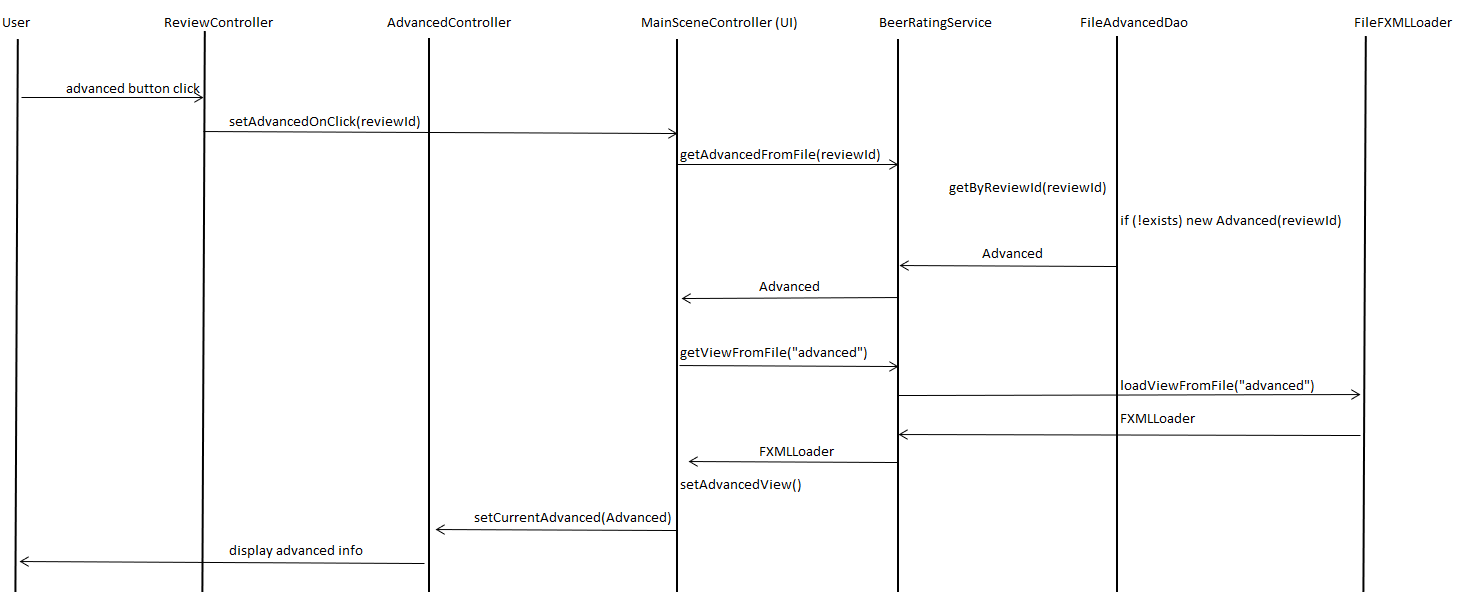 User
ReviewController
AdvancedController
MainSceneController (UI)
BeerRatingService
FileAdvancedDao
FileFXMLLoader
advanced button click
setAdvancedOnClick(reviewId)
getAdvancedFromFile(reviewId)
getByReviewId(reviewId)
if (!exists) new Advanced(reviewId)
Advanced
Advanced
getViewFromFile("advanced")
loadViewFromFile("advanced")
FXMLLoader
FXMLLoader
setAdvancedView()
setCurrentAdvanced(Advanced)
display advanced info